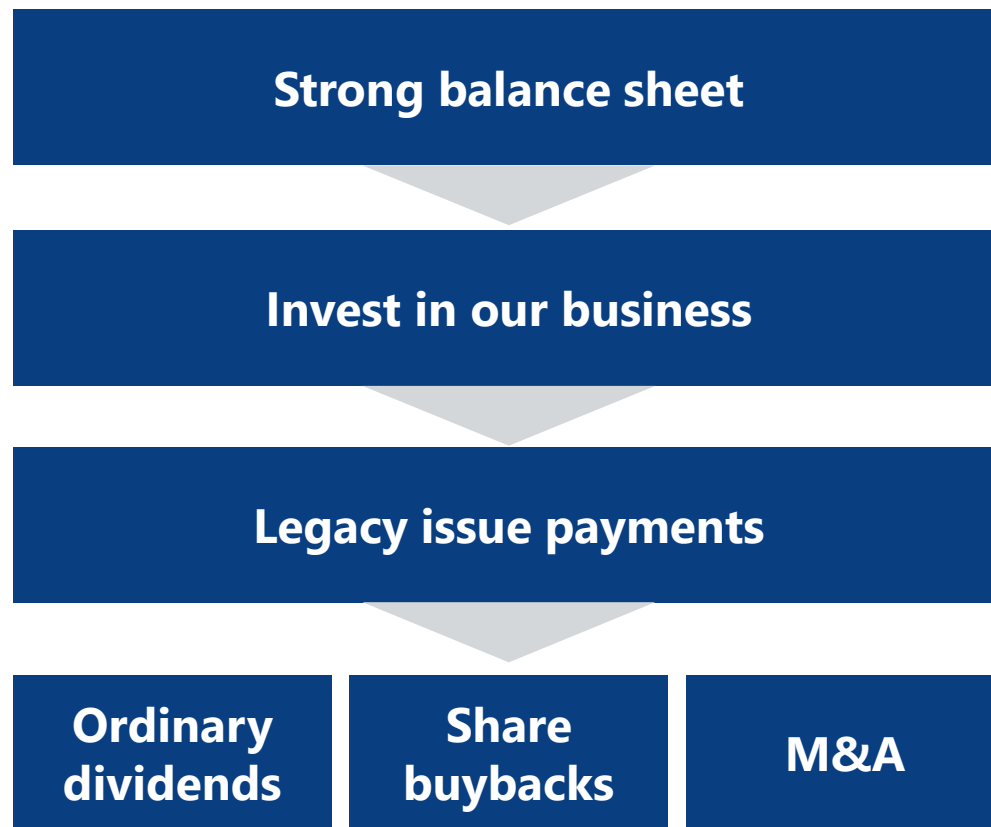 Strong balance sheet
Invest in our business
Legacy issue payments
Ordinary
dividends
Share
buybacks
M&A